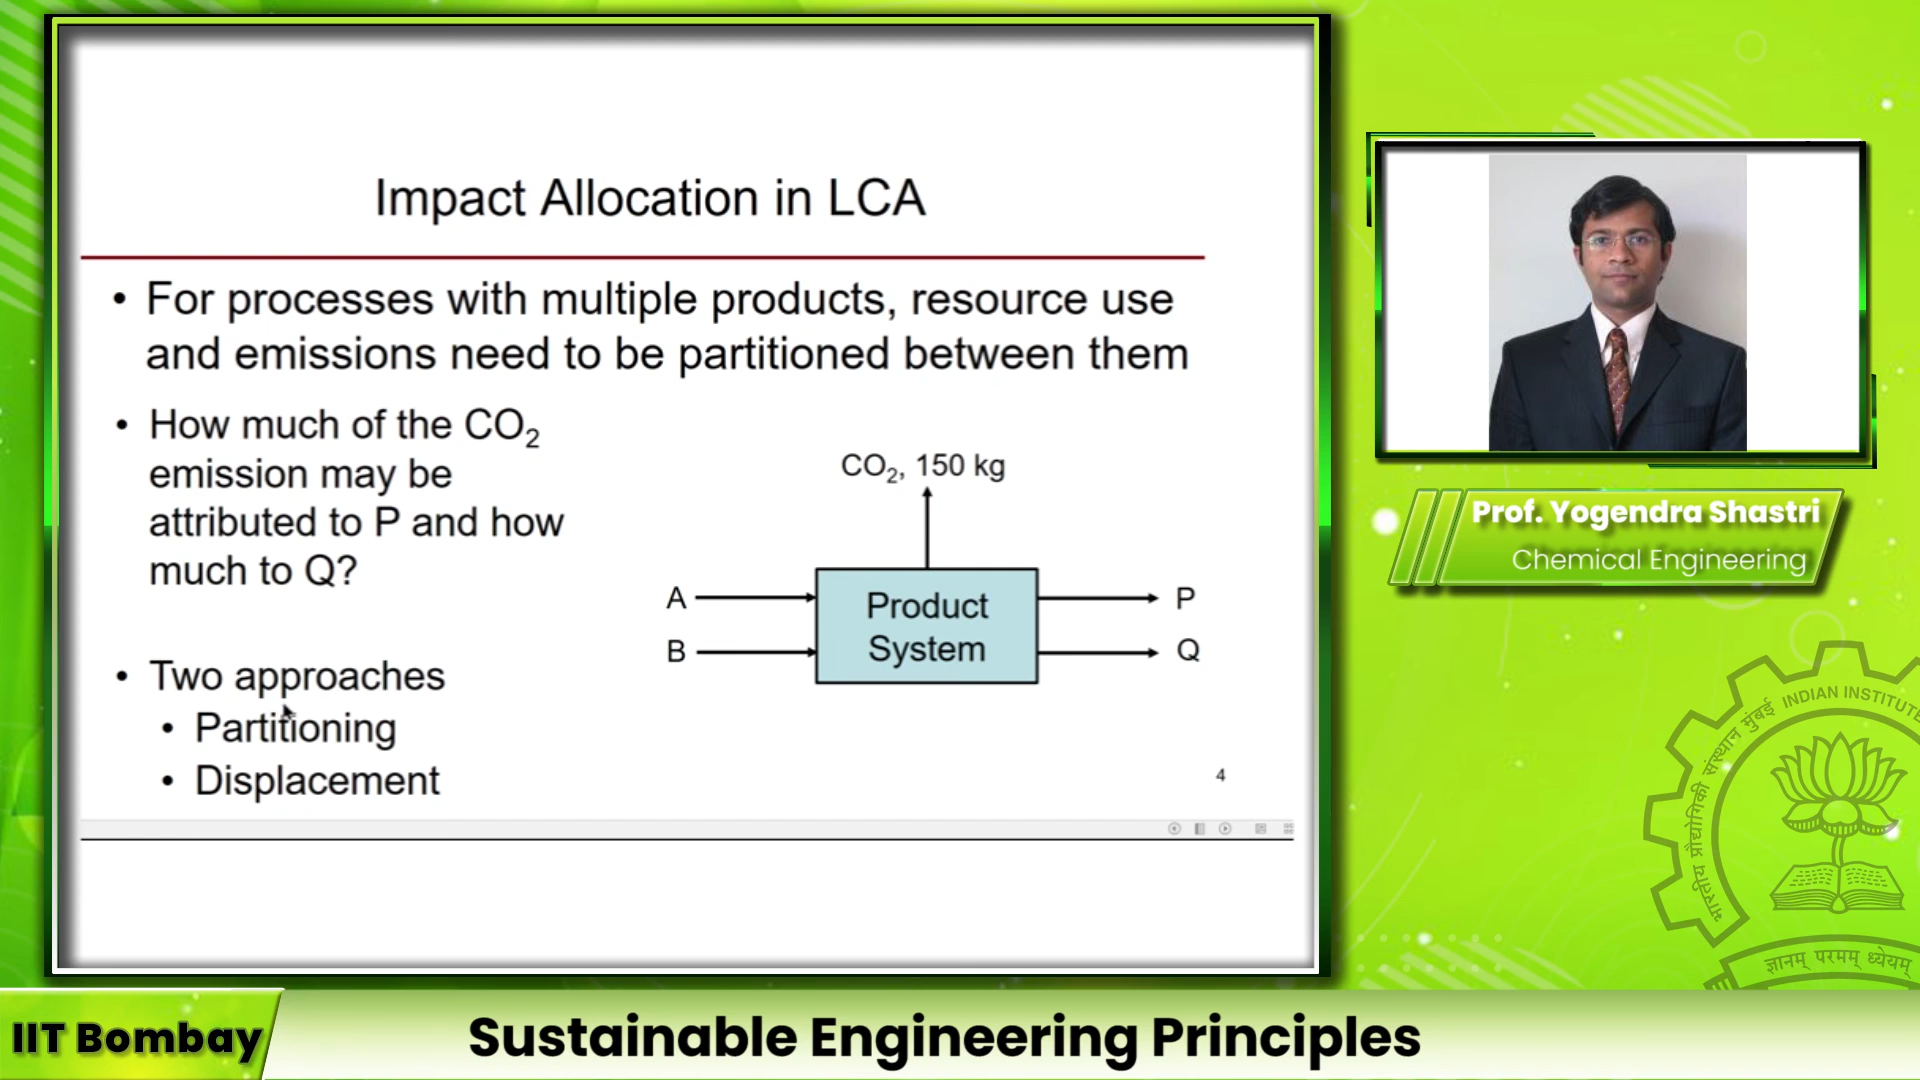 Impact Allocation in LCA
• For processes with multiple products, resource use
and emissions need to be partitioned between them
• How much of the CO₂
emission may be
attributed to P and how
much to Q?
• Two approaches
• Partitioning
• Displacement
CO₂, 150 kg
A
B
Product
System
P
Q
4
Prof. Yogendra Shastri
Chemical Engineering
भारतीय प्रौद्योगिकी संस्थान मुंबई INDIAN INSTITUTE
ज्ञानम् परमम् ध्येयम्
IIT Bombay
Sustainable Engineering Principles